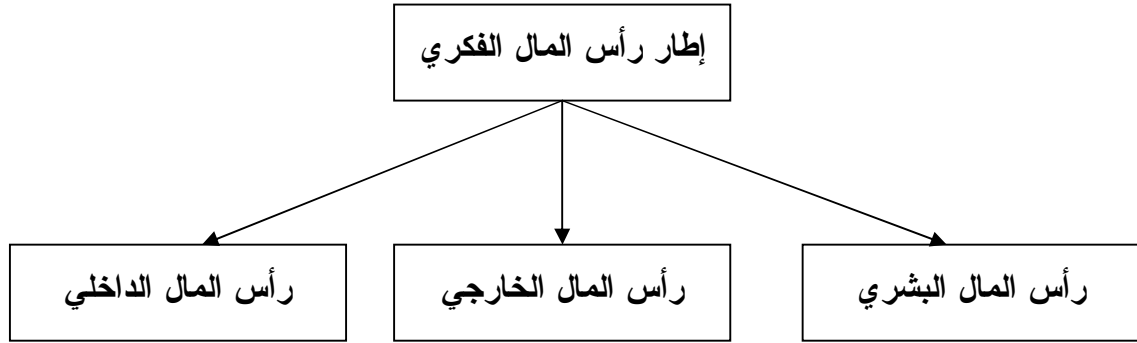 إطار رأس المال الفكري
رأس المال البشري
رأس المال الخارجي
رأس المال الداخلي